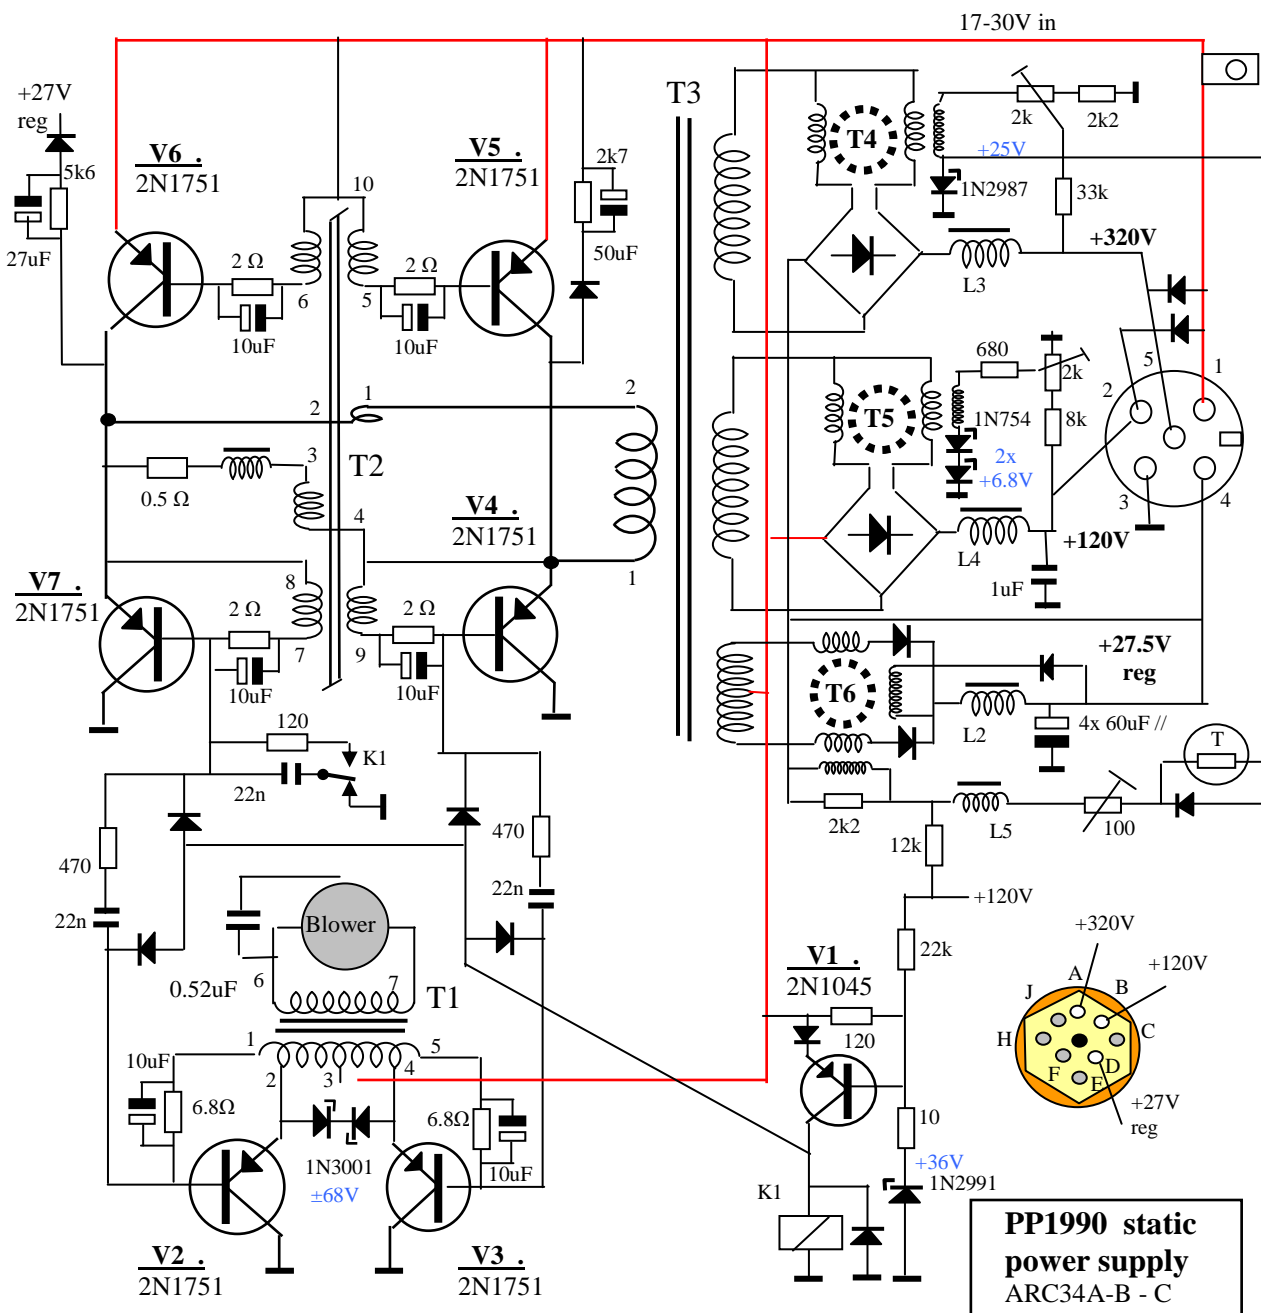 17-30V in
T3
+27V
reg
5k6
27uF
V6 .
2N1751
V5 .
2N1751
2k7
50uF
10
2 Ω
6
10uF
2 Ω
5
10uF
T4
+25V
1N2987
2k
2k2
33k
+320V
L3
680
2k
8k
1N754
T5
2x
+6.8V
L4
+120V
1uF
5
1
2
3
4
1
2
2
3
T2
0.5 Ω
4
V4 .
2N1751
1
V7 .
2N1751
8
2 Ω
7
10uF
2 Ω
9
10uF
+27.5V
reg
T6
L2
4x 60uF //
T
120
K1
22n
2k2
L5
100
12k
470
22n
470
22n
+120V
Blower
0.52uF
6
7
T1
22k
V1 .
2N1045
120
1
2
3
4
5
10uF
6.8Ω
6.8Ω
10uF
1N3001
±68V
10
+36V
1N2991
K1
V2 .
2N1751
V3 .
2N1751
+320V
+120V
A
B
J
C
H
D
F
E
+27V
reg
PP1990 static
power supply
ARC34A-B - C